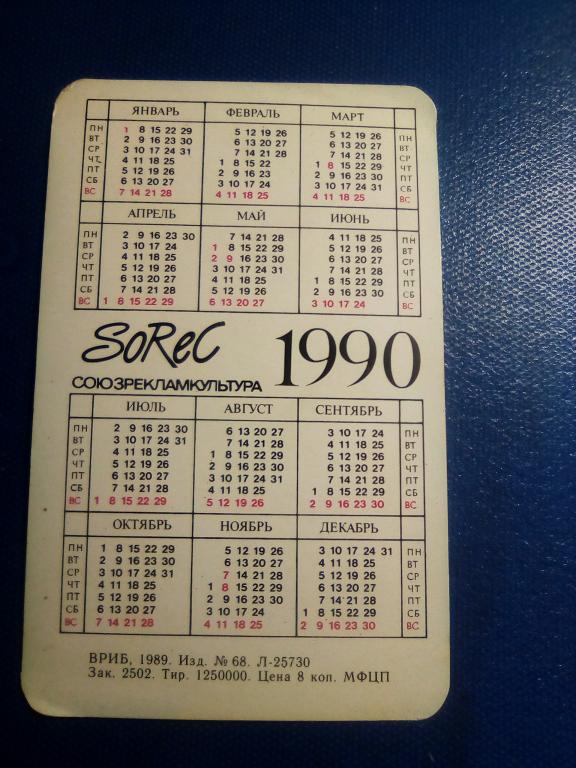 ЯНВАРЬ ФЕВРАЛЬ МАРТ
ПН 1 8 15 22 29 5 12 19 26 5 12 19 26 ПН
ВТ 2 9 16 23 30 6 13 20 27 6 13 20 27 ВТ
СР 3 10 17 24 31 7 14 21 28 7 14 21 28 СР
ЧТ 4 11 18 25 1 8 15 22 1 8 15 22 29 ЧТ
ПТ 5 12 19 26 2 9 16 23 2 9 16 23 30 ПТ
СБ 6 13 20 27 3 10 17 24 3 10 17 24 31 СБ
ВС 7 14 21 28 4 11 18 25 4 11 18 25 ВС
АПРЕЛЬ МАЙ ИЮНЬ
ПН 2 9 16 23 30 7 14 21 28 4 11 18 25 ПН
ВТ 3 10 17 24 1 8 15 22 29 5 12 19 26 ВТ
СР 4 11 18 25 2 9 16 23 30 6 13 20 27 СР
ЧТ 5 12 19 26 3 10 17 24 31 7 14 21 28 ЧТ
ПТ 6 13 20 27 4 11 18 25 1 8 15 22 29 ПТ
СБ 7 14 21 28 5 12 19 26 2 9 16 23 30 СБ
ВС 1 8 15 22 29 6 13 20 27 3 10 17 24 ВС
SoReC 1990
СОЮЗРЕКЛАМКУЛЬТУРА
ИЮЛЬ АВГУСТ СЕНТЯБРЬ
ПН 2 9 16 23 30 6 13 20 27 3 10 17 24 ПН
ВТ 3 10 17 24 31 7 14 21 28 4 11 18 25 ВТ
СР 4 11 18 25 1 8 15 22 29 5 12 19 26 СР
ЧТ 5 12 19 26 2 9 16 23 30 6 13 20 27 ЧТ
ПТ 6 13 20 27 3 10 17 24 31 7 14 21 28 ПТ
СБ 7 14 21 28 4 11 18 25 1 8 15 22 29 СБ
ВС 1 8 15 22 29 5 12 19 26 2 9 16 23 30 ВС
ОКТЯБРЬ НОЯБРЬ ДЕКАБРЬ
ПН 1 8 15 22 29 5 12 19 26 3 10 17 24 31 ПН
ВТ 2 9 16 23 30 6 13 20 27 4 11 18 25 ВТ
СР 3 10 17 24 31 7 14 21 28 5 12 19 26 СР
ЧТ 4 11 18 25 1 8 15 22 29 6 13 20 27 ЧТ
ПТ 5 12 19 26 2 9 16 23 30 7 14 21 28 ПТ
СБ 6 13 20 27 3 10 17 24 1 8 15 22 29 СБ
ВС 7 14 21 28 4 11 18 25 2 9 16 23 30 ВС
ВРИБ, 1989. Изд. № 68. Л-25730
Зак. 2502. Тир. 1250000. Цена 8 коп. МФЦП